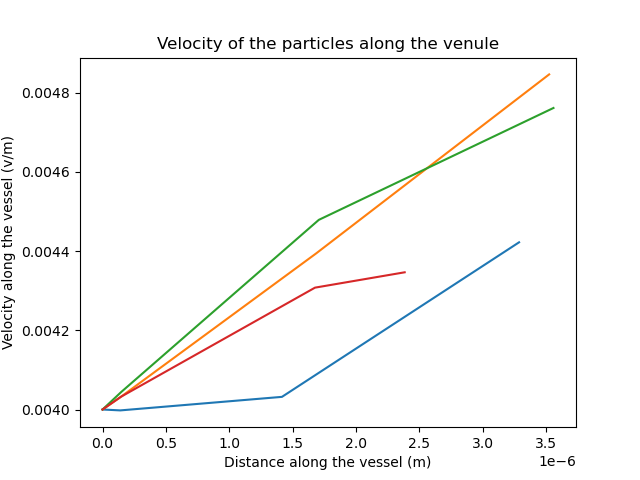 Velocity of the particles along the venule
Velocity along the vessel (v/m)
0.0048
0.0046
0.0044
0.0042
0.0040
0.0 0.5 1.0 1.5 2.0 2.5 3.0 3.5
1e−6
Distance along the vessel (m)